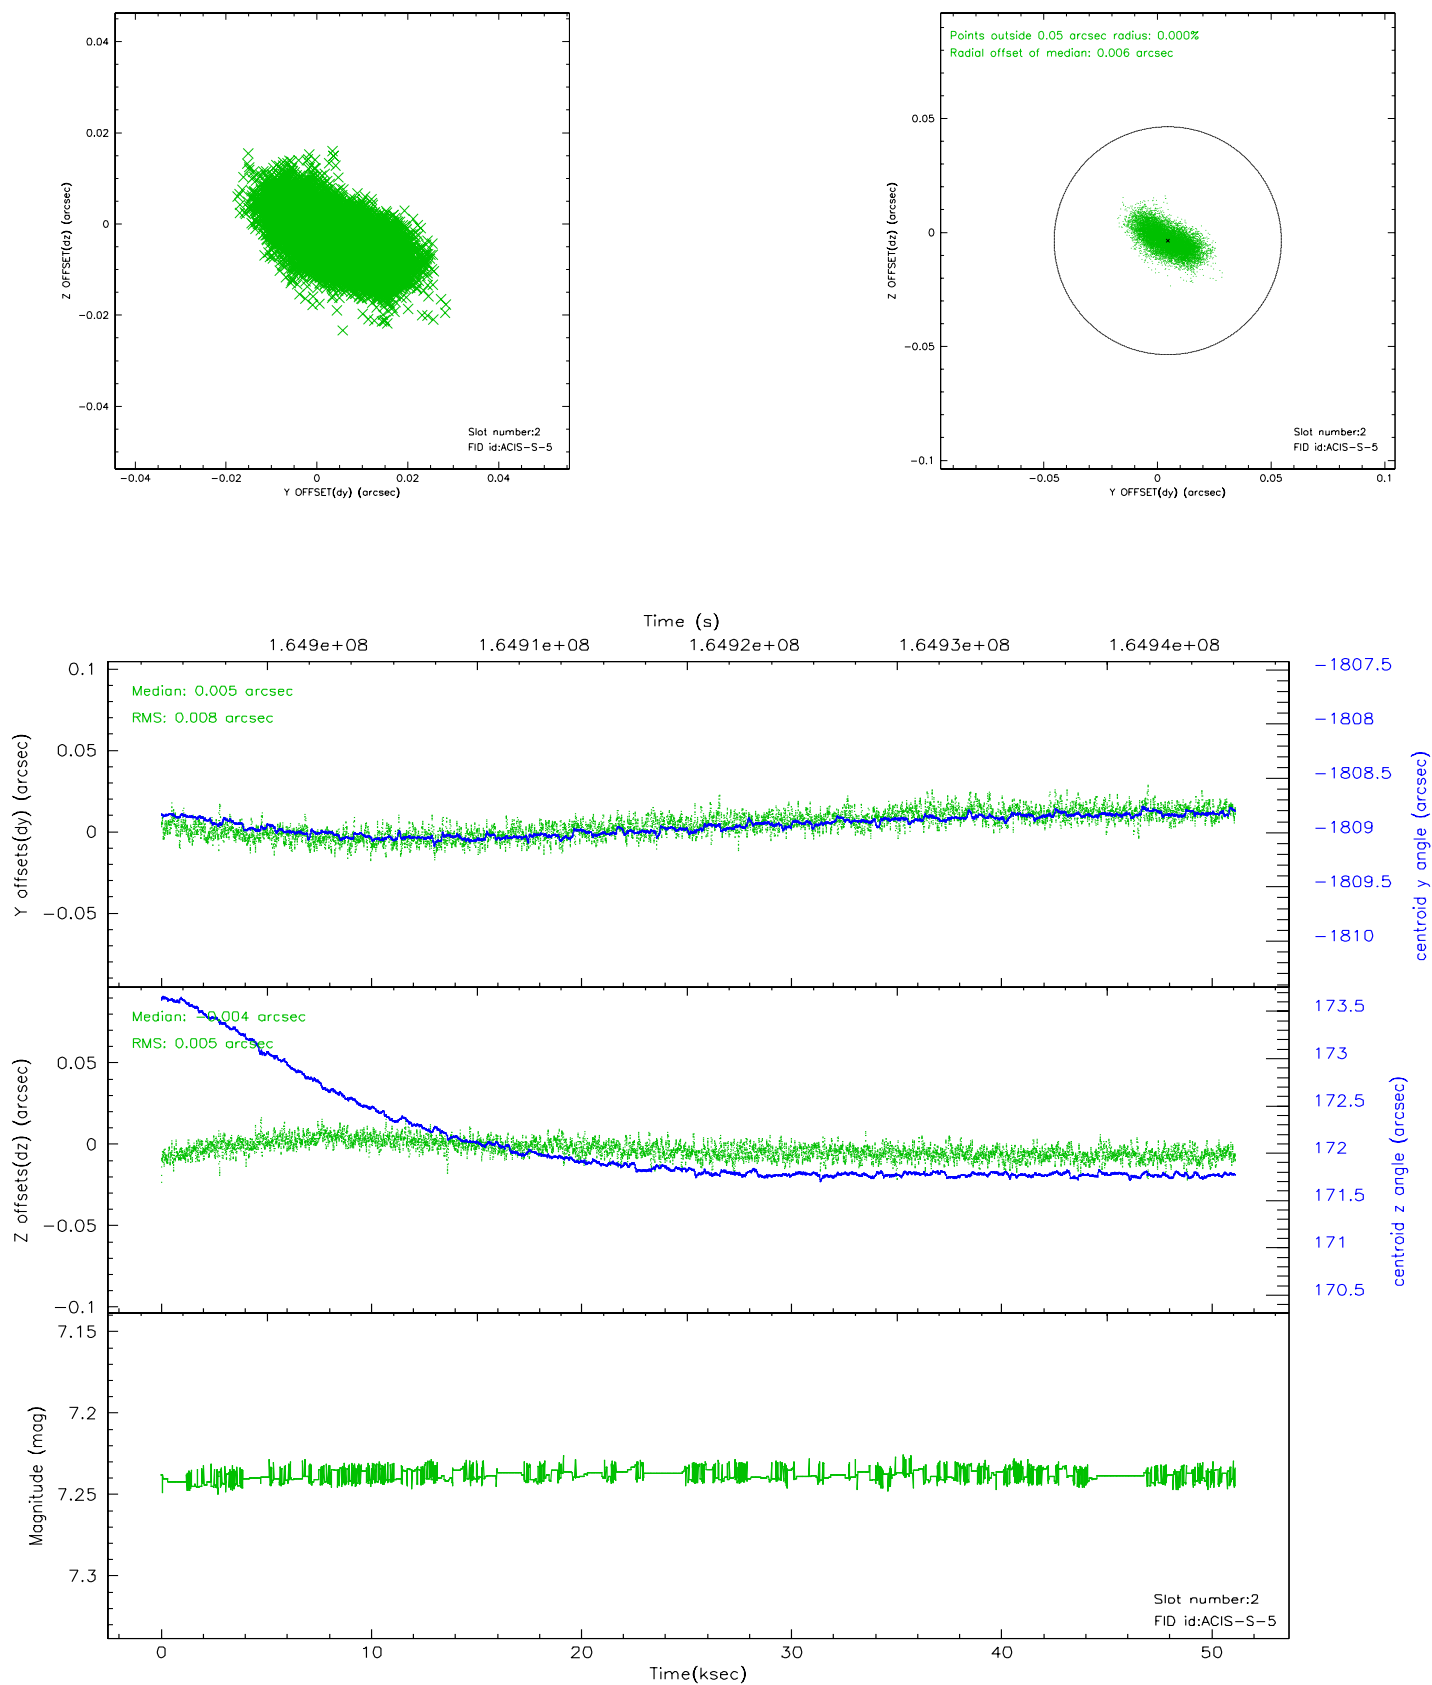 0.04
0.02
0
-0.02
-0.04
Z OFFSET(dz) (arcsec)
Slot number:2
FID id:ACIS-S-5
-0.04
-0.02
0
0.02
0.04
Y OFFSET(dy) (arcsec)
Points outside 0.05 arcsec radius: 0.000%
Radial offset of median: 0.006 arcsec
0.05
0
-0.05
-0.1
Z OFFSET(dz) (arcsec)
Slot number:2
FID id:ACIS-S-5
-0.05
0
0.05
0.1
Y OFFSET(dy) (arcsec)
Time (s)
1.649e+08
1.6491e+08
1.6492e+08
1.6493e+08
1.6494e+08
0.1
0.05
0
-0.05
Y offsets(dy) (arcsec)
Median: 0.005 arcsec
RMS: 0.008 arcsec
-1807.5
-1808
-1808.5
-1809
-1809.5
-1810
centroid y angle (arcsec)
0.05
0
-0.05
-0.1
Z offsets(dz) (arcsec)
Median: -0.004 arcsec
RMS: 0.005 arcsec
173.5
173
172.5
172
171.5
171
170.5
centroid z angle (arcsec)
7.15
7.2
7.25
7.3
Magnitude (mag)
Slot number:2
FID id:ACIS-S-5
0
10
20
30
40
50
Time(ksec)